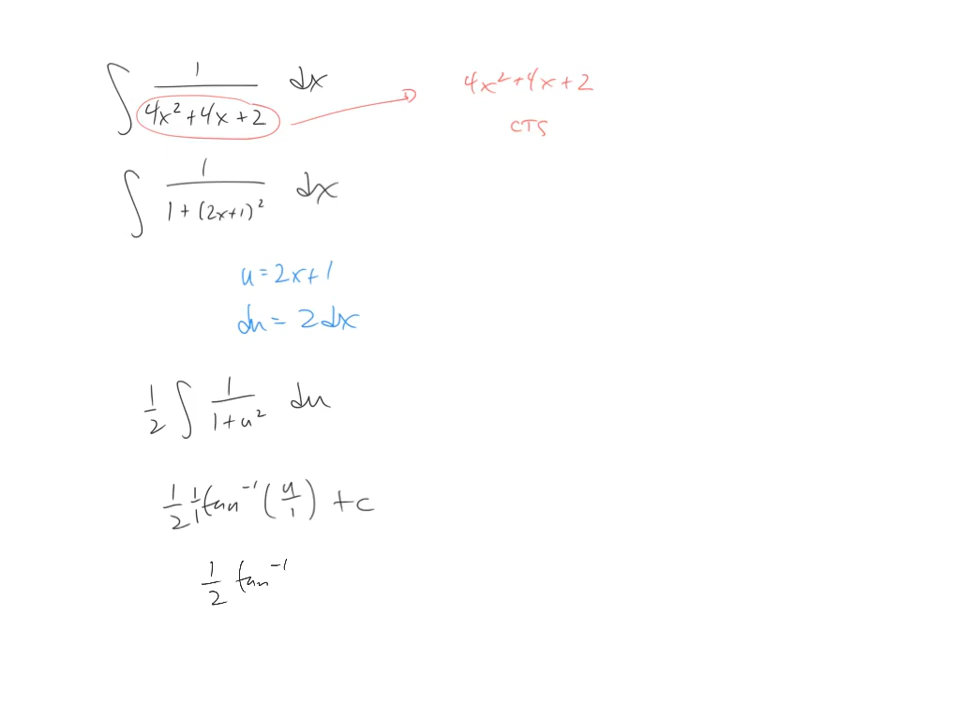 ∫ 1/(4x²+4x+2) dx → 4x²+4x+2
CTS
∫ 1/(1+(2x+1)²) dx
u = 2x+1
du = 2dx
1/2 ∫ 1/(1+u²) du
1/2 1/1 tan⁻¹(u/1) + c
1/2 tan⁻¹